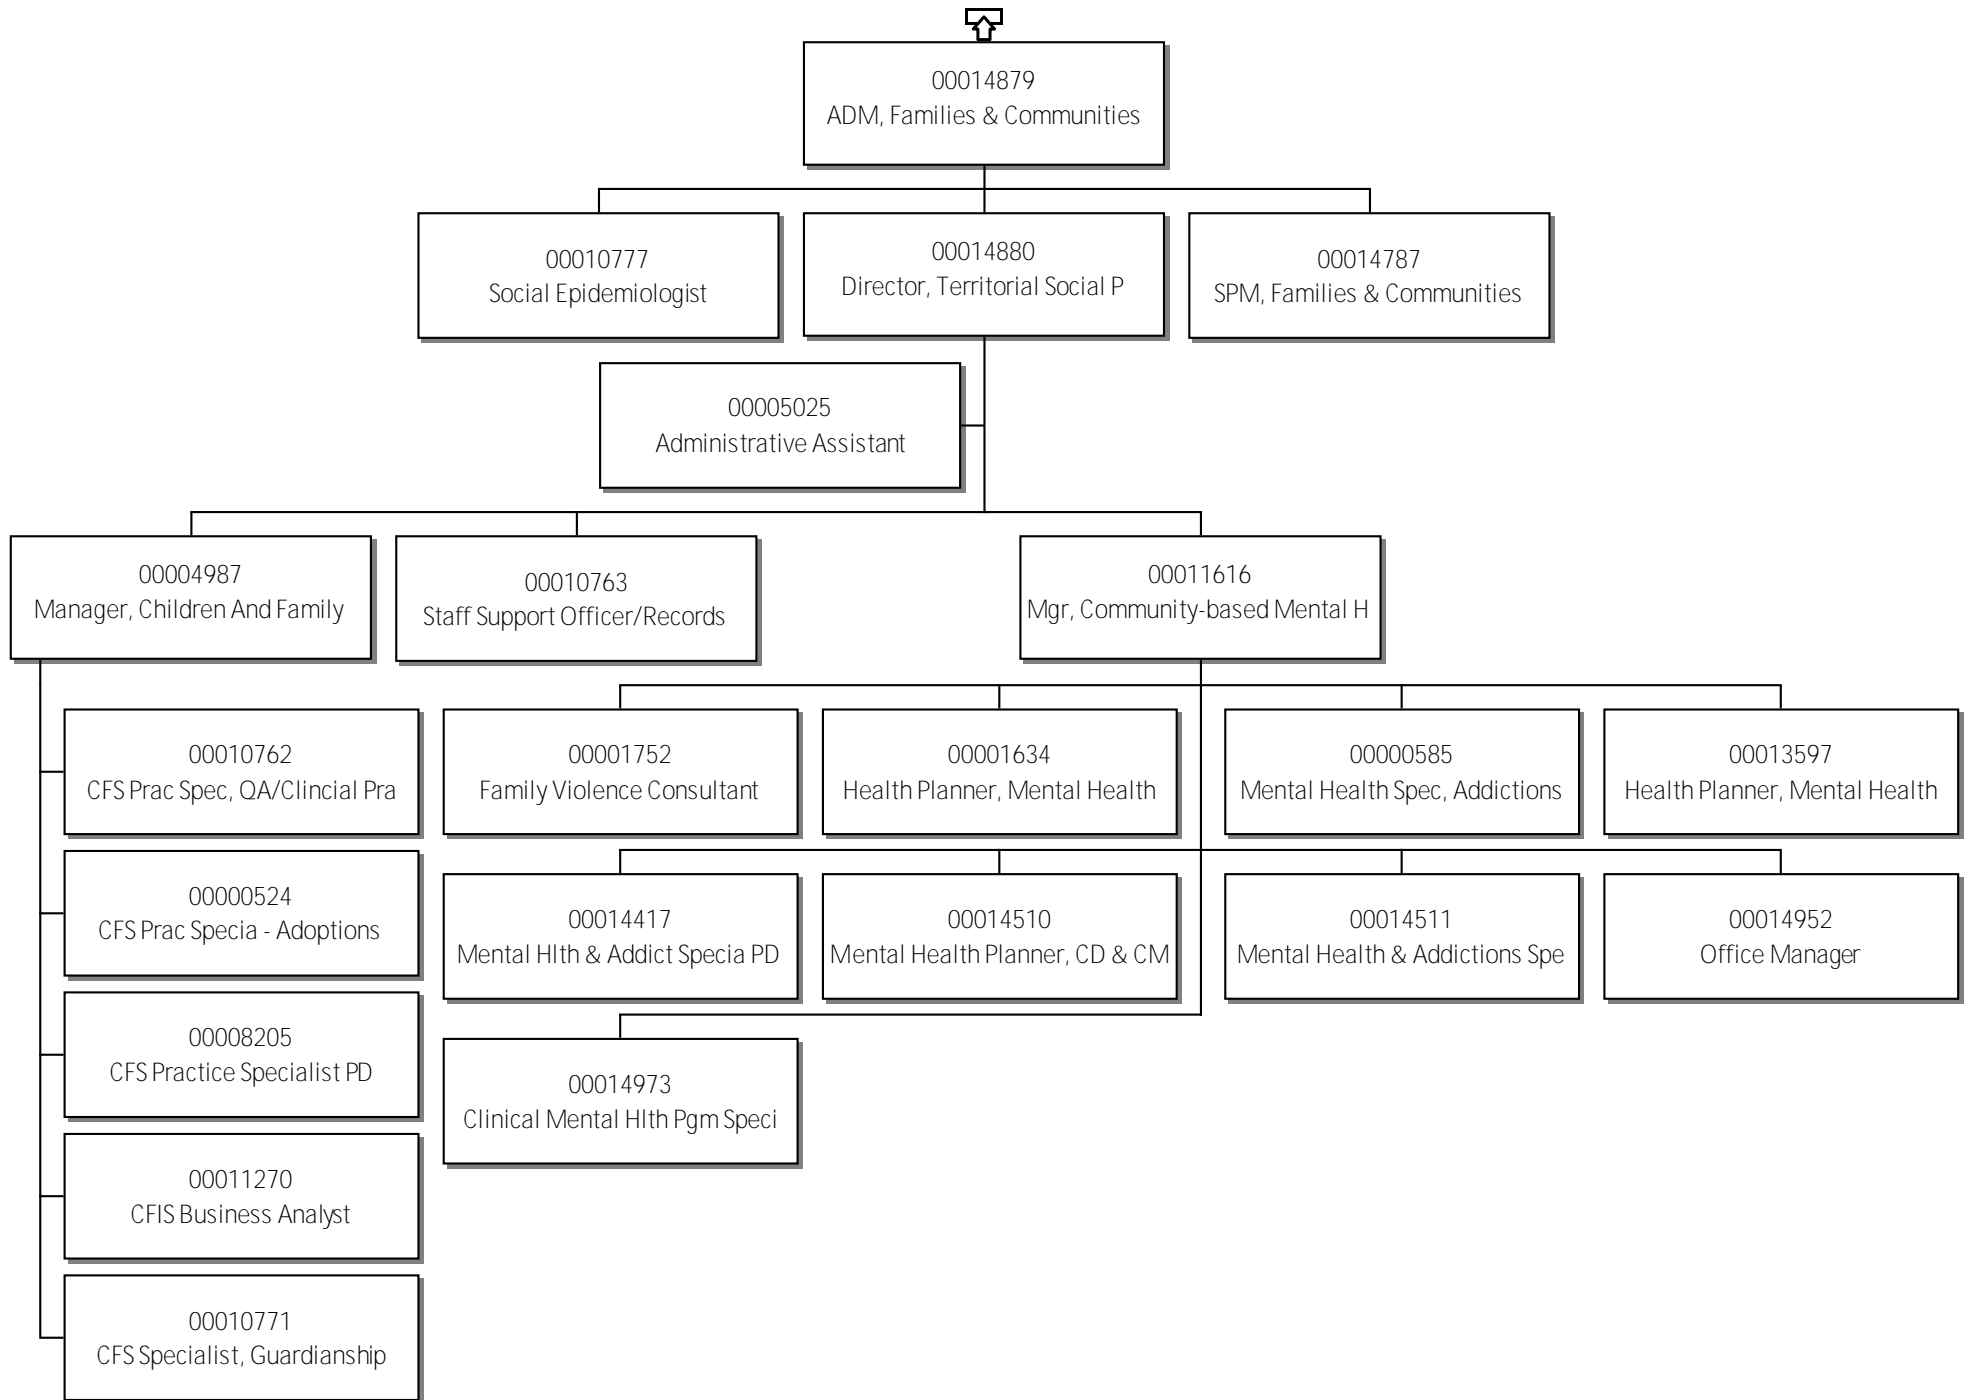 00014879
ADM, Families & Communities
00010777
Social Epidemiologist
00014880
Director, Territorial Social P
00014787
SPM, Families & Communities
00005025
Administrative Assistant
00004987
Manager, Children And Family
00010763
Staff Support Officer/Records
00011616
Mgr, Community-based Mental H
00010762
CFS Prac Spec, QA/Clincial Pra
00001752
Family Violence Consultant
00001634
Health Planner, Mental Health
00000585
Mental Health Spec, Addictions
00013597
Health Planner, Mental Health
00000524
CFS Prac Specia - Adoptions
00014417
Mental Hlth & Addict Specia PD
00014510
Mental Health Planner, CD & CM
00014511
Mental Health & Addictions Spe
00014952
Office Manager
00008205
CFS Practice Specialist PD
00014973
Clinical Mental Hlth Pgm Speci
00011270
CFIS Business Analyst
00010771
CFS Specialist, Guardianship